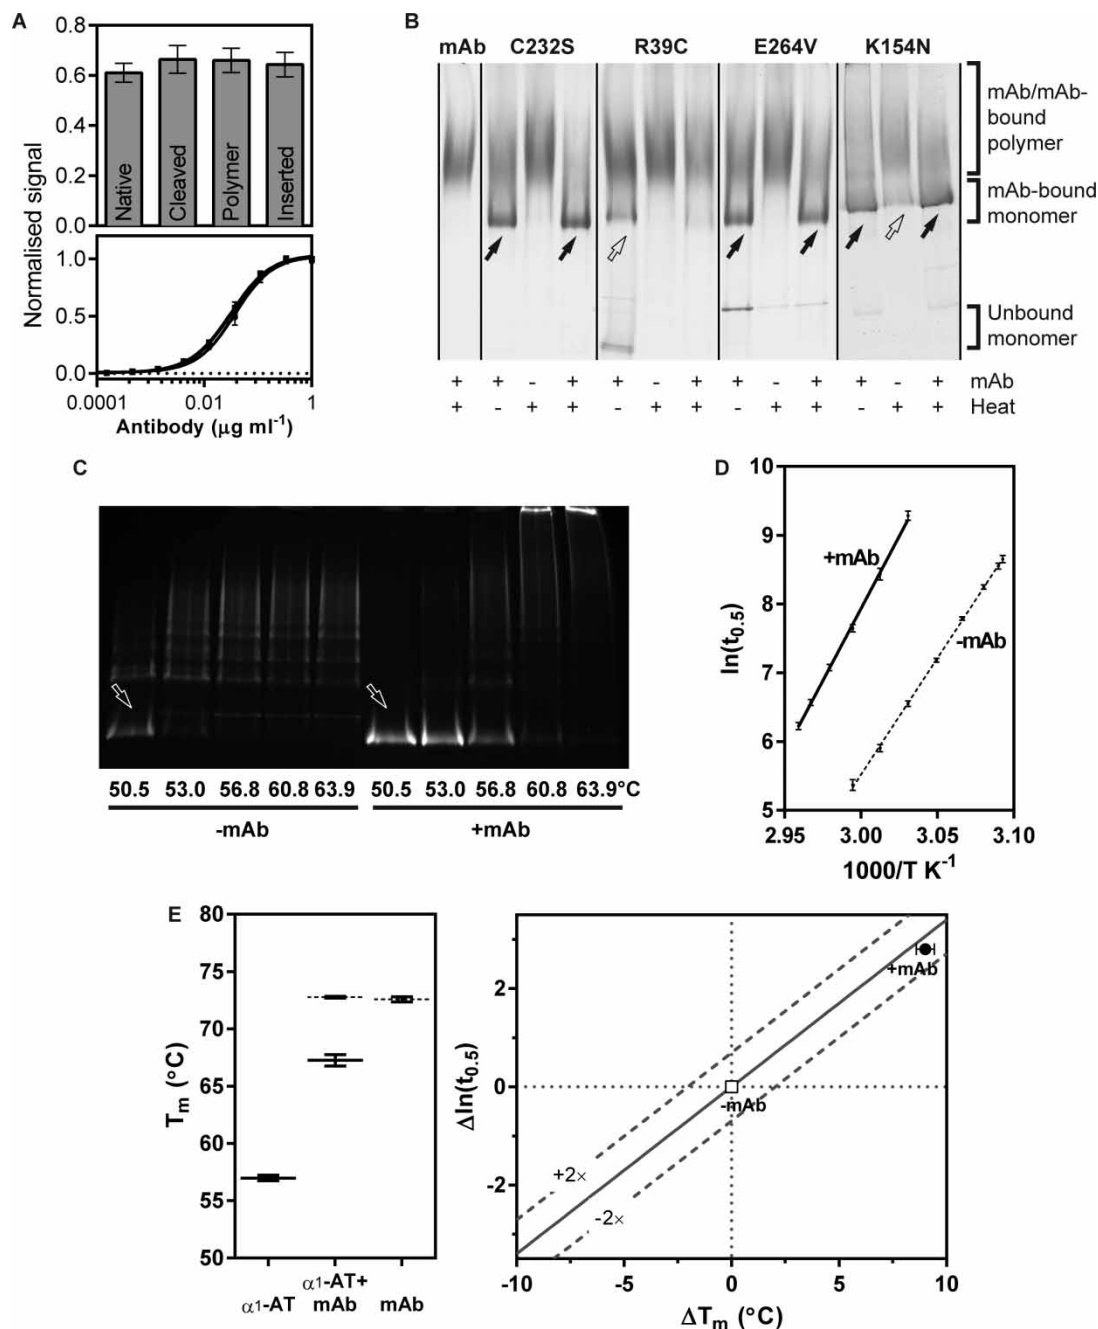 A
0.8
0.6
0.4
0.2
0.0
Normalised signal
Native
Cleaved
Polymer
Inserted
1.0
0.5
0.0
0.0001 0.01 1
Antibody (μg ml⁻¹)
B
mAb C232S R39C E264V K154N
mAb/mAb-
bound
polymer
mAb-bound
monomer
Unbound
monomer
+ + - + + - + + - + + - + mAb
+ - + + - + + - + + - + + Heat
C
50.5 53.0 56.8 60.8 63.9 50.5 53.0 56.8 60.8 63.9°C
-mAb +mAb
D
10
9
8
7
6
5
ln(t0.5)
+mAb
-mAb
2.95 3.00 3.05 3.10
1000/T K⁻¹
E
80
75
70
65
60
55
50
Tm (°C)
α1-AT α1-AT+ mAb mAb
2
0
-2
Δln(t0.5)
+mAb
-mAb
+2×
-2×
-10 -5 0 5 10
ΔTm (°C)